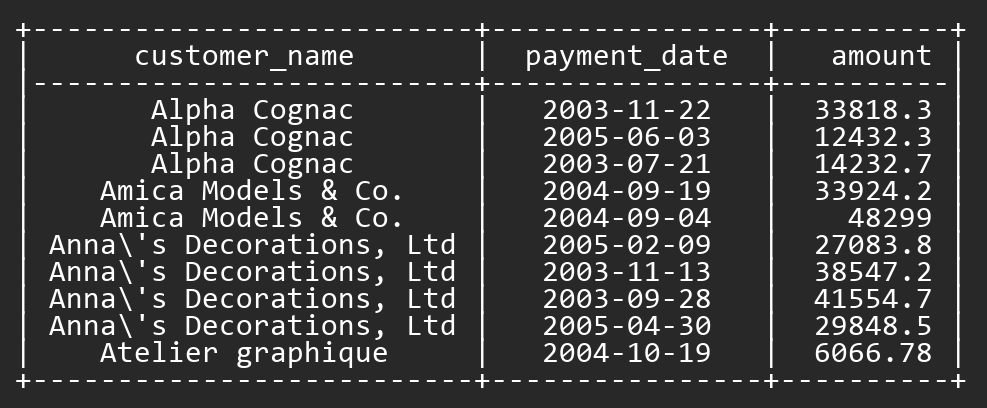 +--------------------------+----------------+----------+
| customer_name | payment_date | amount |
|--------------------------+----------------+----------|
| Alpha Cognac | 2003-11-22 | 33818.3 |
| Alpha Cognac | 2005-06-03 | 12432.3 |
| Alpha Cognac | 2003-07-21 | 14232.7 |
| Amica Models & Co. | 2004-09-19 | 33924.2 |
| Amica Models & Co. | 2004-09-04 | 48299 |
| Anna\'s Decorations, Ltd | 2005-02-09 | 27083.8 |
| Anna\'s Decorations, Ltd | 2003-11-13 | 38547.2 |
| Anna\'s Decorations, Ltd | 2003-09-28 | 41554.7 |
| Anna\'s Decorations, Ltd | 2005-04-30 | 29848.5 |
| Atelier graphique | 2004-10-19 | 6066.78 |
+--------------------------+----------------+----------+